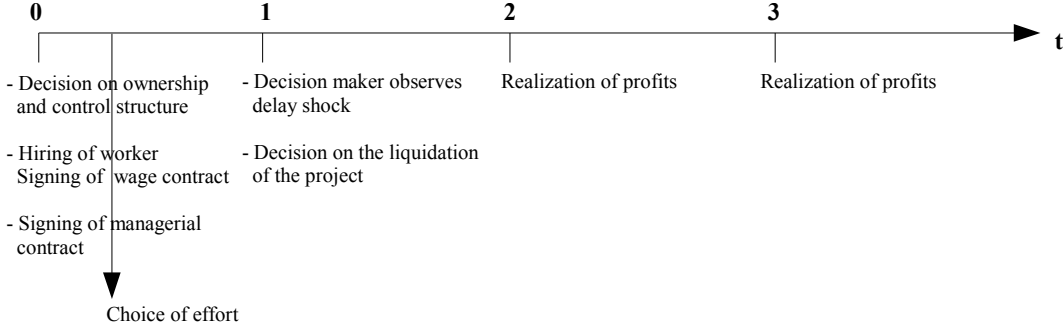 0
1
2
3
t
- Decision on ownership
and control structure
- Hiring of worker
Signing of wage contract
- Signing of managerial
contract
Choice of effort
- Decision maker observes
delay shock
- Decision on the liquidation
of the project
Realization of profits
Realization of profits